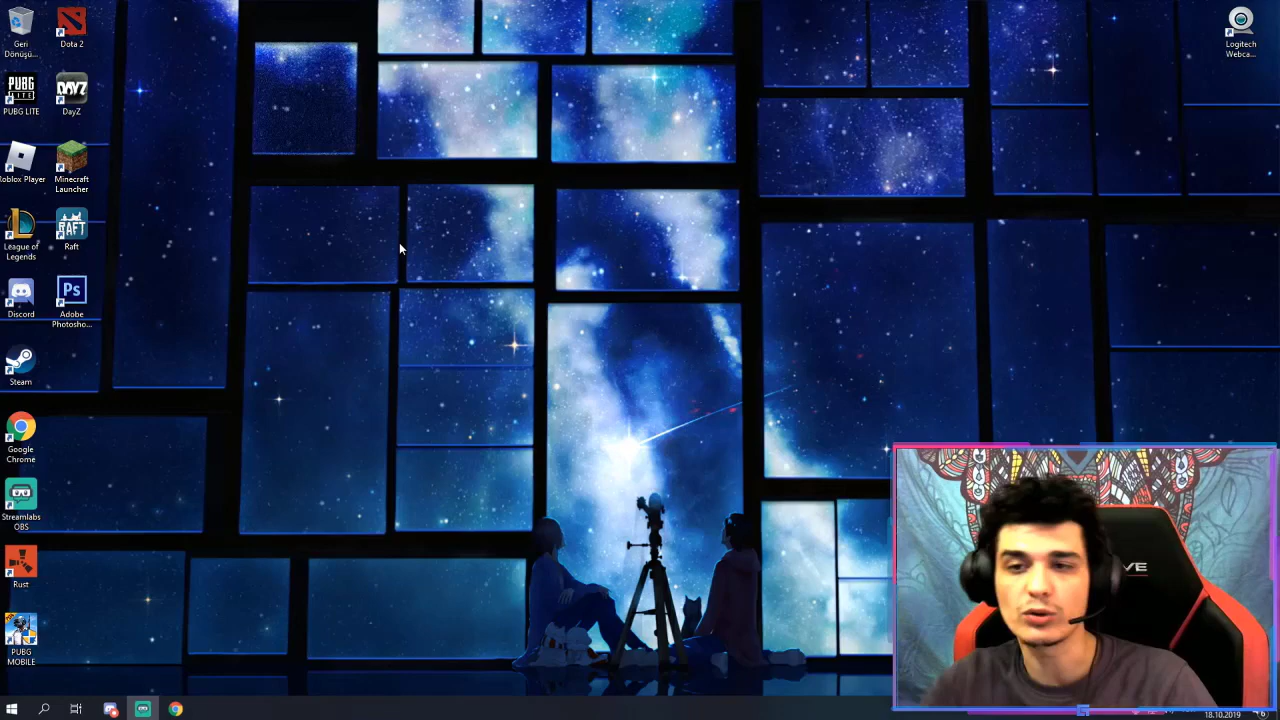 Geri
Dönüşü...
Dota 2
PUBG
LITE
PUBG LITE
DAYZ
DayZ
Roblox Player
Minecraft
Launcher
League of
Legends
RAFT
Raft
Discord
Ps
Adobe
Photosho...
Steam
Google
Chrome
Streamlabs
OBS
Rust
PUBG
MOBILE
Logitech
Webca...
VE
18.10.2019